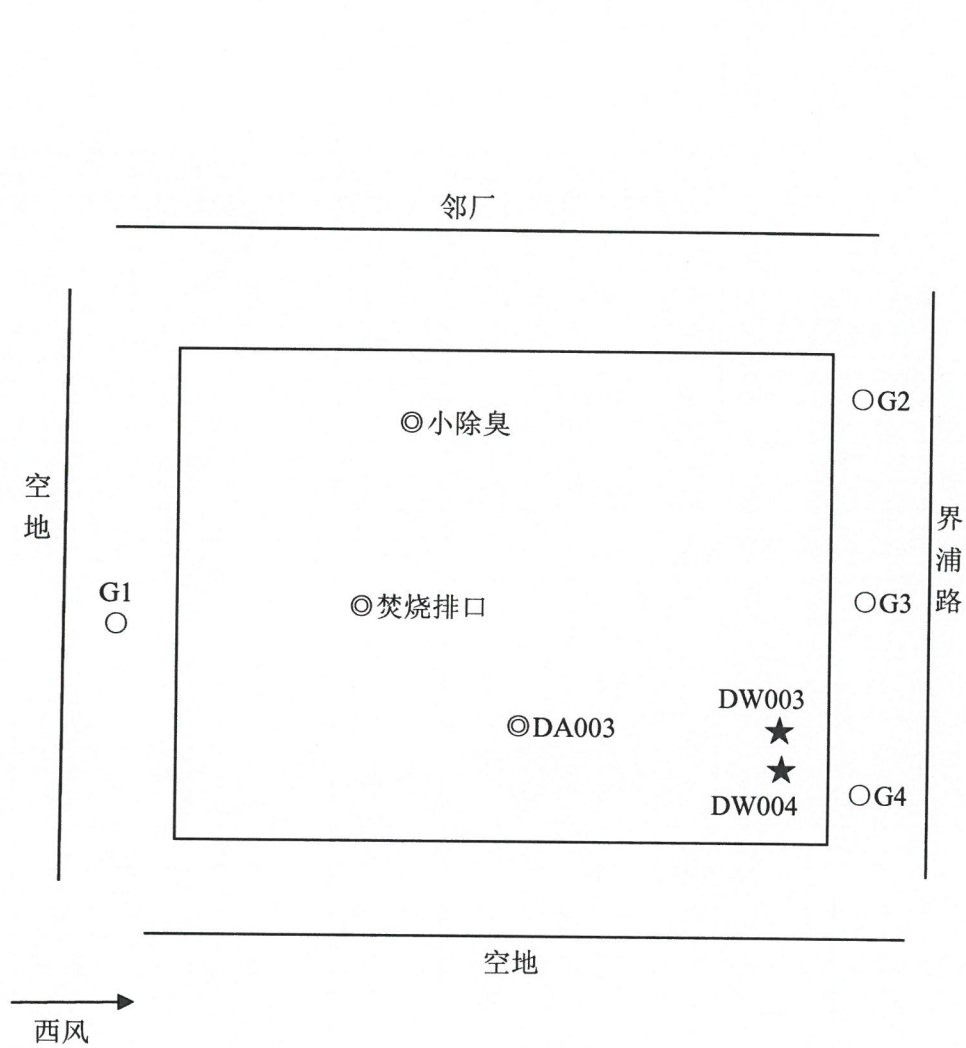 邻厂
◎小除臭
○G2
空地
界浦路
G1
○
◎焚烧排口
○G3
DW003
★
◎DA003
★
DW004
○G4
空地
西风